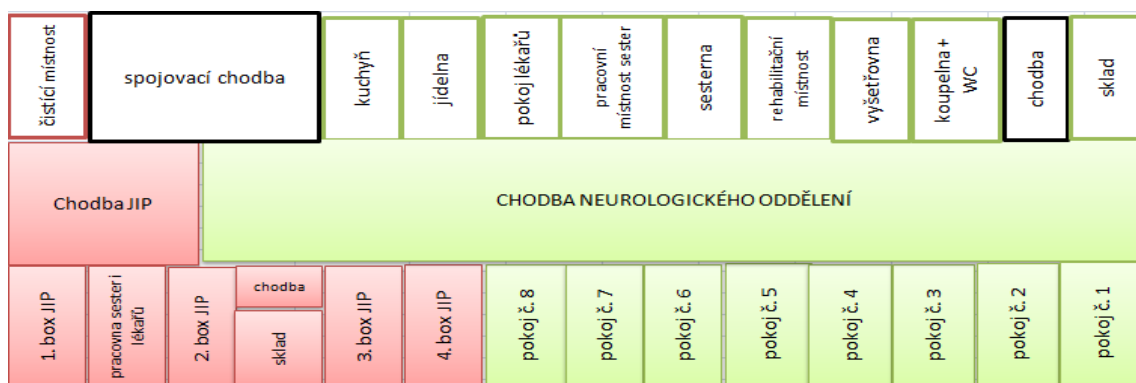 čistící místnost
spojovací chodba
kuchyň
jídelna
pokoj lékařů
pracovní
místnost sester
sesterna
rehabilitační
místnost
vyšetřovna
koupelna +
WC
chodba
sklad
Chodba JIP
CHODBA NEUROLOGICKÉHO ODDĚLENÍ
1. box JIP
pracovna sester i
lékařů
2. box JIP
chodba
sklad
3. box JIP
4. box JIP
pokoj č. 8
pokoj č. 7
pokoj č. 6
pokoj č. 5
pokoj č. 4
pokoj č. 3
pokoj č. 2
pokoj č. 1